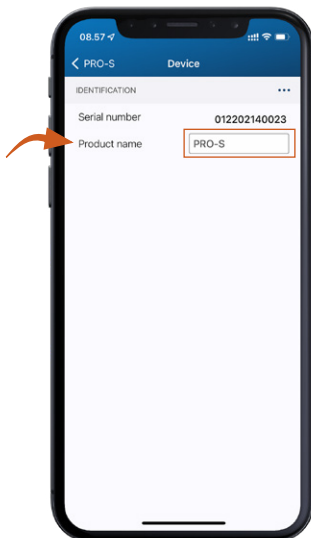 08.57
PRO-S Device
IDENTIFICATION ...
Serial number 012202140023
Product name PRO-S